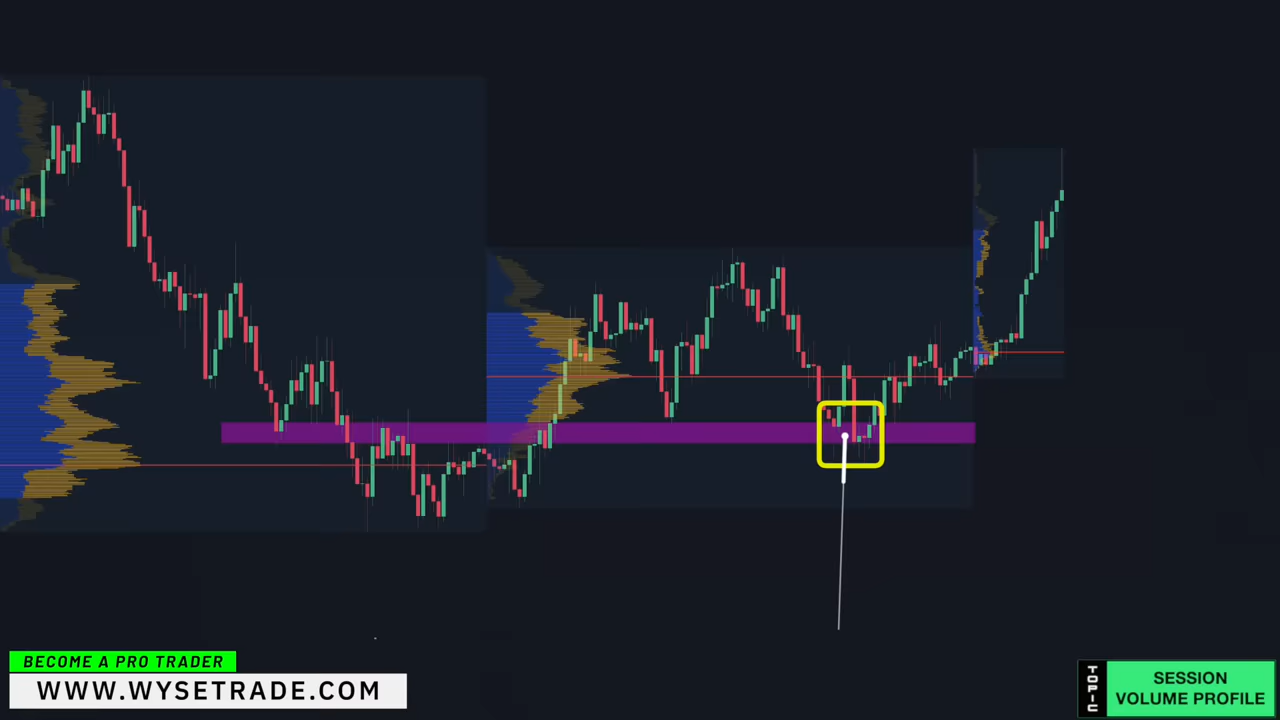 BECOME A PRO TRADER
WWW.WYSETRADE.COM
TOPIC
SESSION
VOLUME PROFILE